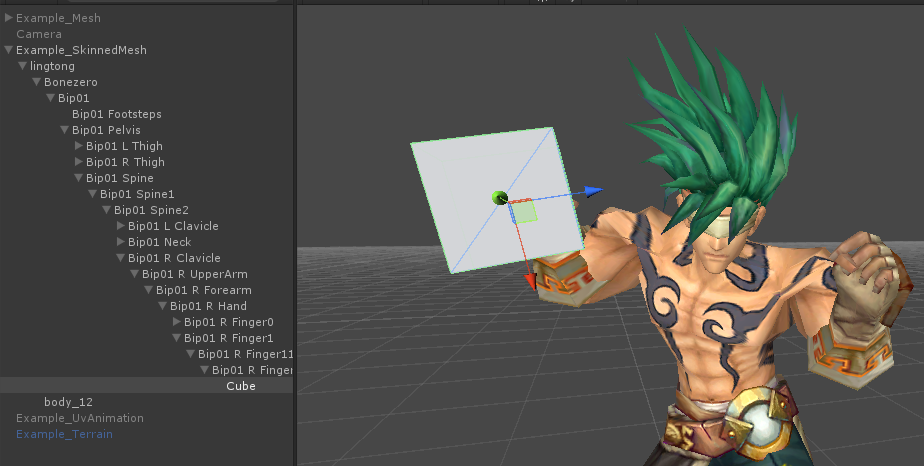 Example_Mesh
Camera
Example_SkinnedMesh
lingtong
Bonezero
Bip01
Bip01 Footsteps
Bip01 Pelvis
Bip01 L Thigh
Bip01 R Thigh
Bip01 Spine
Bip01 Spine1
Bip01 Spine2
Bip01 L Clavicle
Bip01 Neck
Bip01 R Clavicle
Bip01 R UpperArm
Bip01 R Forearm
Bip01 R Hand
Bip01 R Finger0
Bip01 R Finger1
Bip01 R Finger11
Bip01 R Finger
Cube
body_12
Example_UvAnimation
Example_Terrain